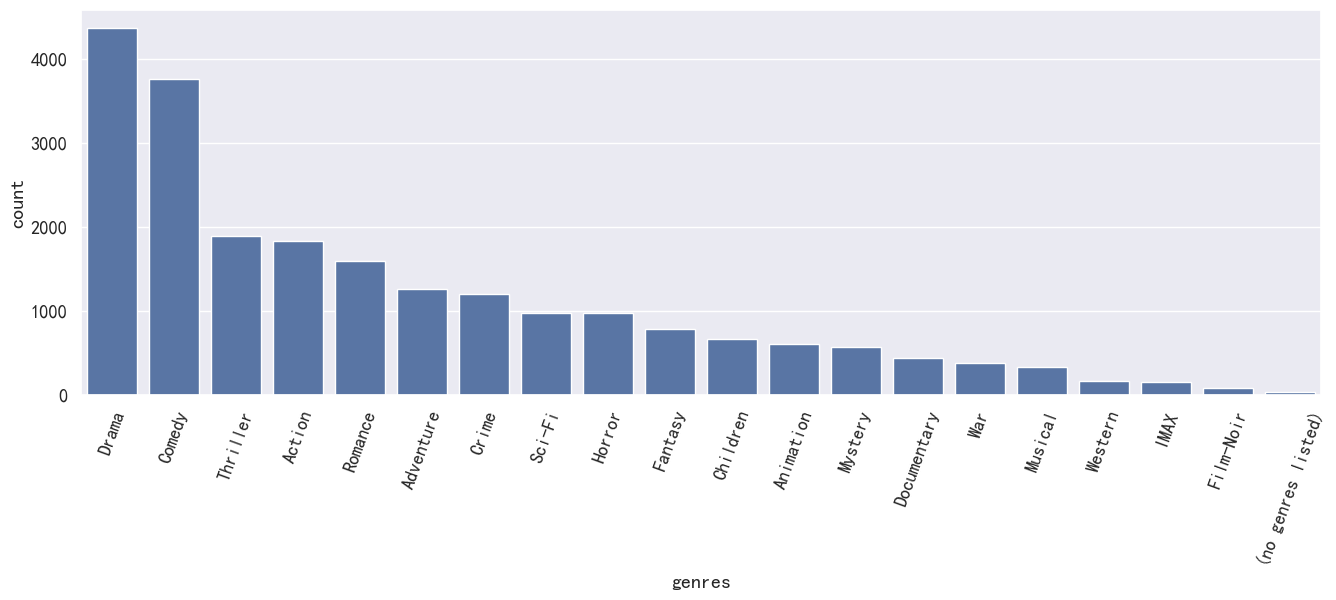 4000
3000
2000
1000
0
count
Drama
Comedy
Thriller
Action
Romance
Adventure
Crime
Sci-Fi
Horror
Fantasy
Children
Animation
Mystery
Documentary
War
Musical
Western
IMAX
Film-Noir
(no genres listed)
genres